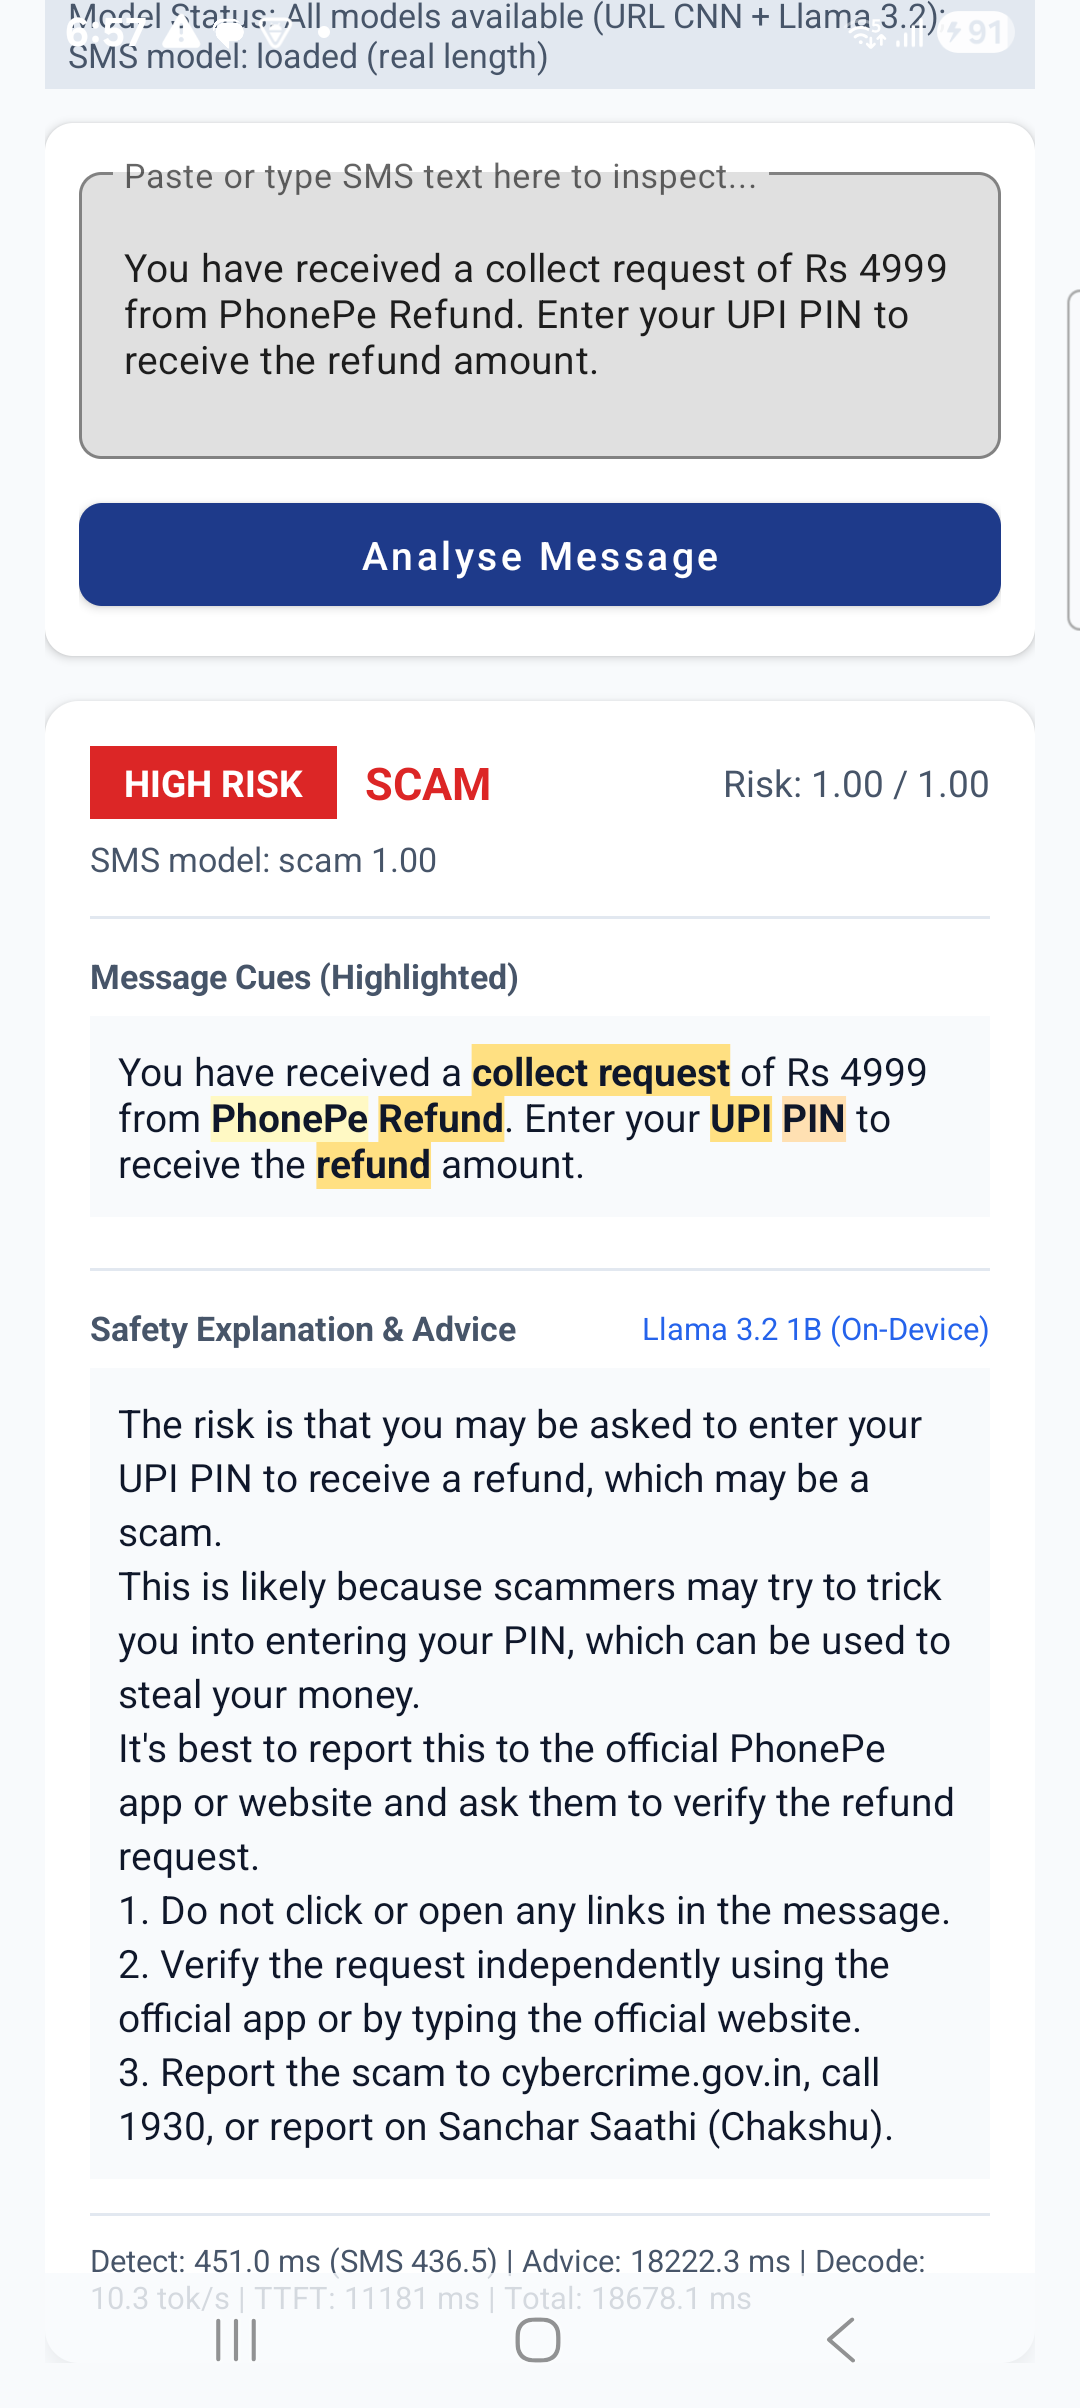 Model Status: All models available (URL CNN + Llama 3.2);
6:57
5
91
SMS model: loaded (real length)
Paste or type SMS text here to inspect...
You have received a collect request of Rs 4999
from PhonePe Refund. Enter your UPI PIN to
receive the refund amount.
Analyse Message
HIGH RISK SCAM Risk: 1.00 / 1.00
SMS model: scam 1.00
Message Cues (Highlighted)
You have received a collect request of Rs 4999
from PhonePe Refund. Enter your UPI PIN to
receive the refund amount.
Safety Explanation & Advice Llama 3.2 1B (On-Device)
The risk is that you may be asked to enter your
UPI PIN to receive a refund, which may be a
scam.
This is likely because scammers may try to trick
you into entering your PIN, which can be used to
steal your money.
It's best to report this to the official PhonePe
app or website and ask them to verify the refund
request.
1. Do not click or open any links in the message.
2. Verify the request independently using the
official app or by typing the official website.
3. Report the scam to cybercrime.gov.in, call
1930, or report on Sanchar Saathi (Chakshu).
Detect: 451.0 ms (SMS 436.5) | Advice: 18222.3 ms | Decode:
10.3 tok/s | TTFT: 11181 ms | Total: 18678.1 ms